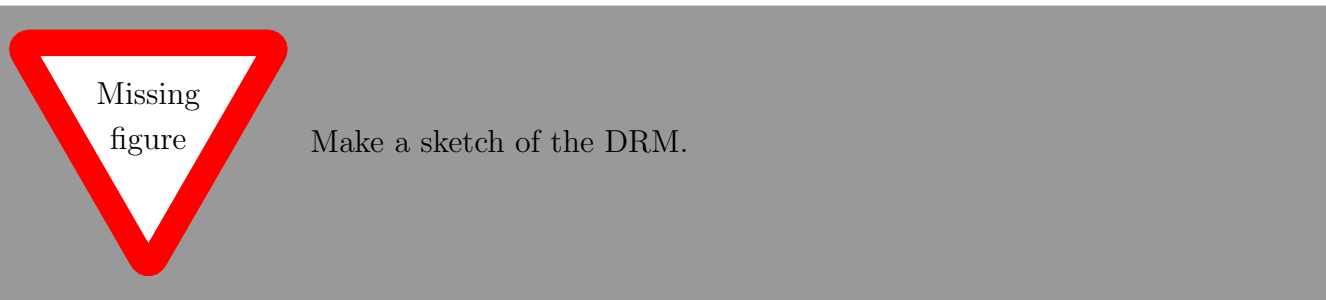 Missing
figure
Make a sketch of the DRM.